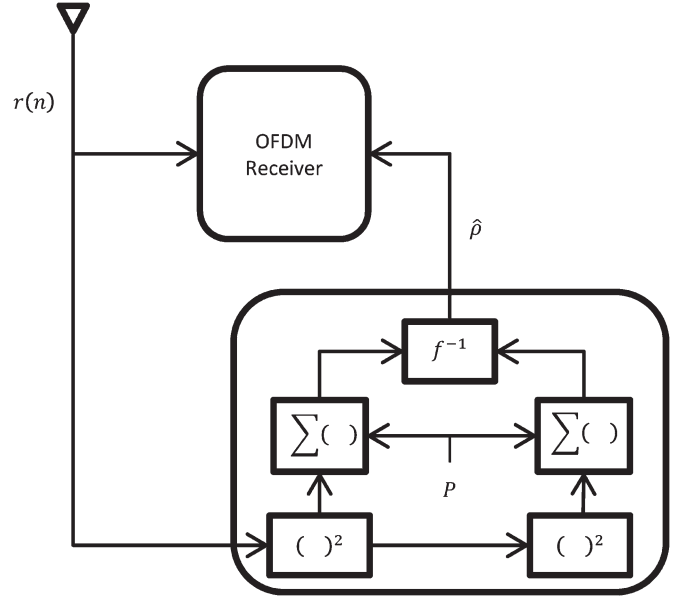 r(n)
OFDM
Receiver
ρ̂
f⁻¹
∑( ) ∑( )
P
( )² ( )²